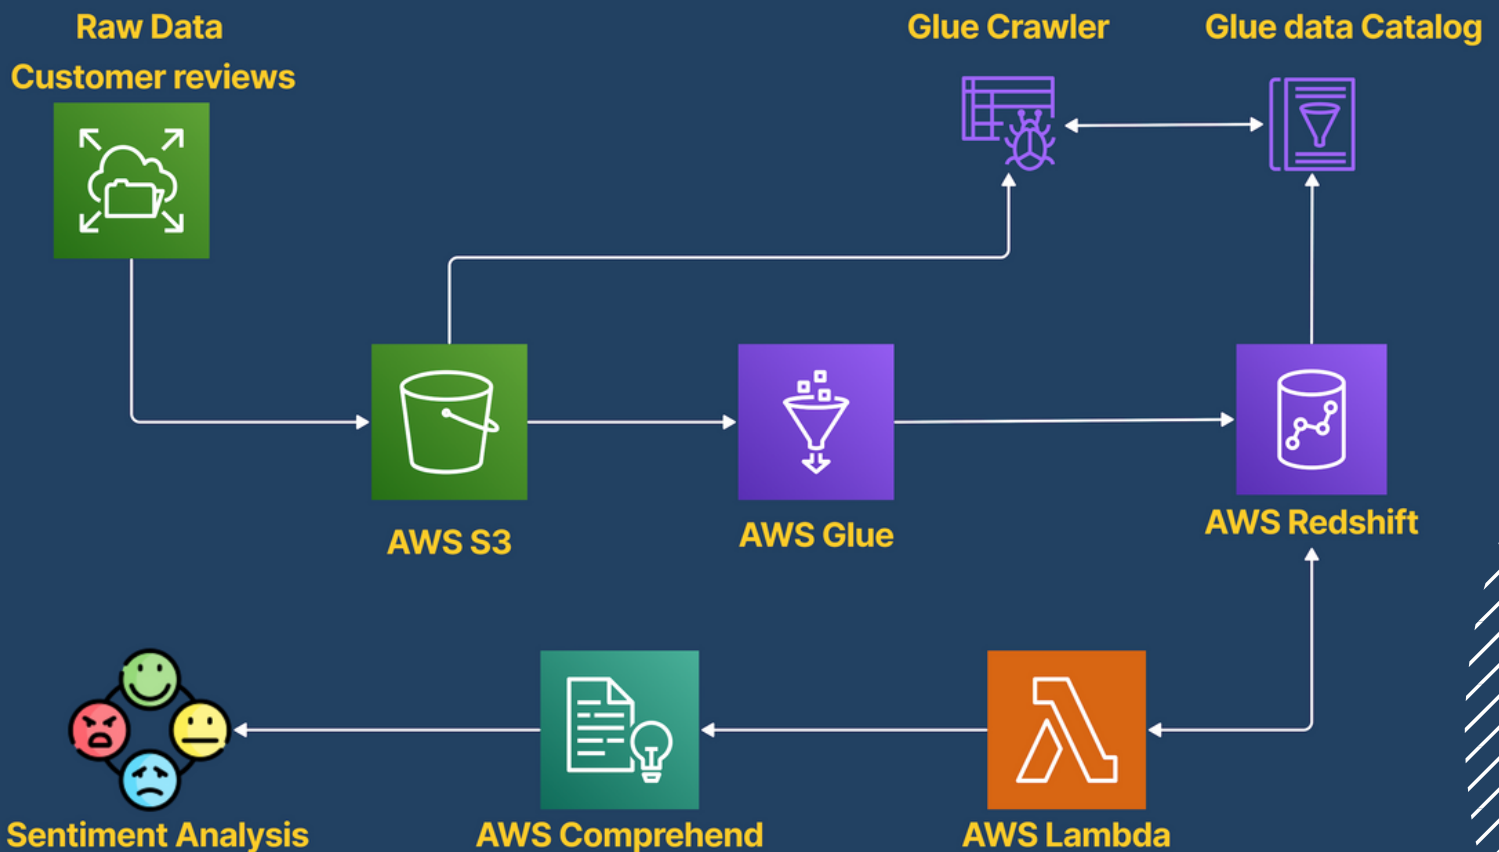 Raw Data
Customer reviews
Glue Crawler
Glue data Catalog
AWS S3
AWS Glue
AWS Redshift
Sentiment Analysis
AWS Comprehend
AWS Lambda